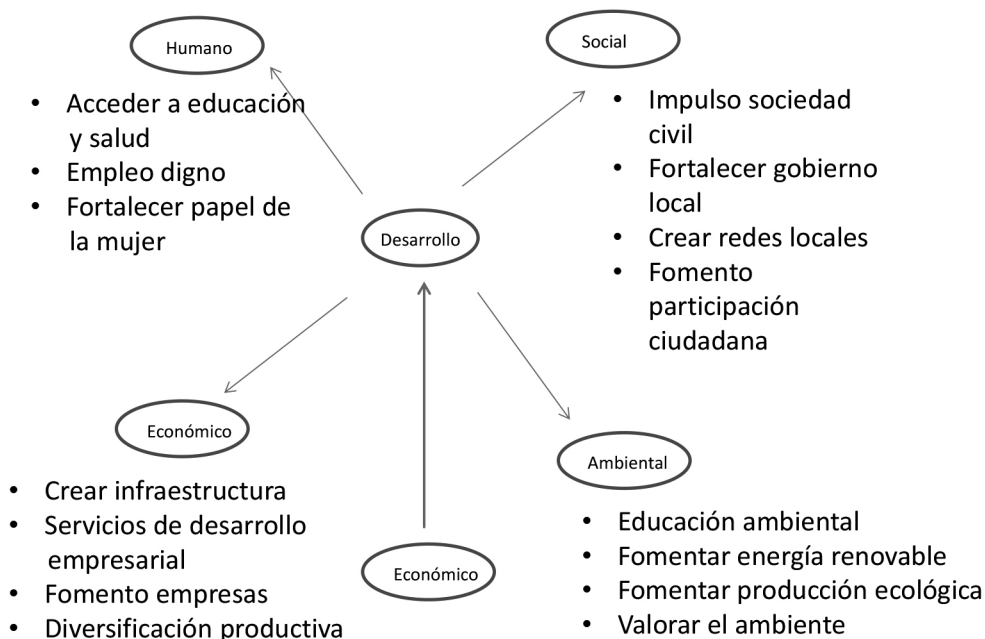 Humano
• Acceder a educación
y salud
• Empleo digno
• Fortalecer papel de
la mujer
Social
• Impulso sociedad
civil
• Fortalecer gobierno
local
• Crear redes locales
• Fomento
participación
ciudadana
Desarrollo
Económico
• Crear infraestructura
• Servicios de desarrollo
empresarial
• Fomento empresas
• Diversificación productiva
Económico
Ambiental
• Educación ambiental
• Fomentar energía renovable
• Fomentar producción ecológica
• Valorar el ambiente